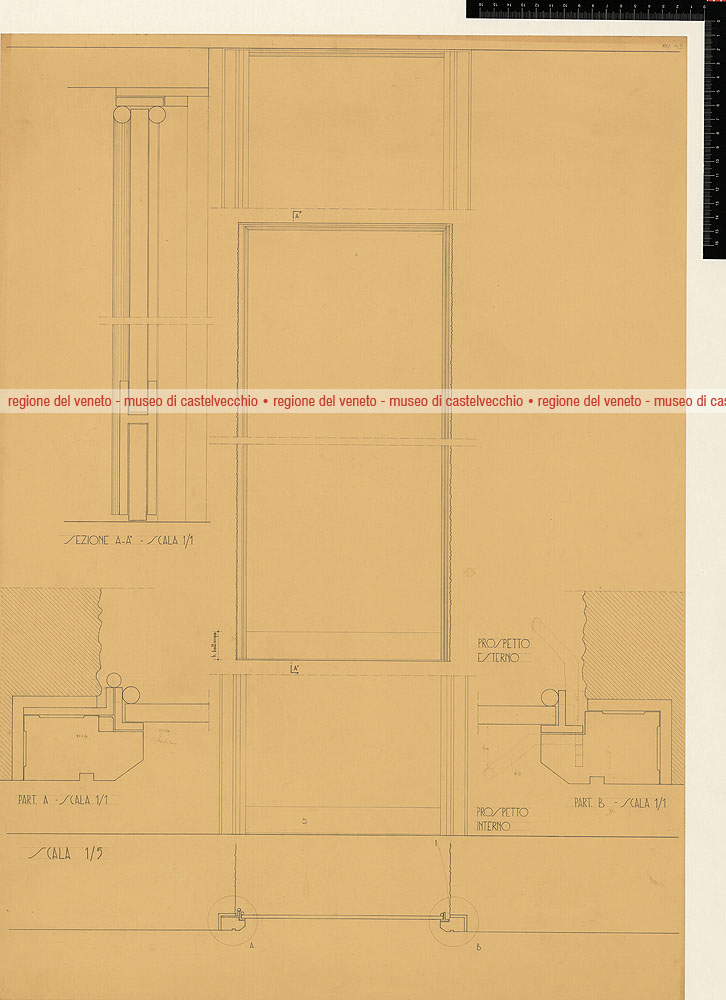 A'
regione del veneto - museo di castelvecchio • regione del veneto - museo di castelvecchio • regione del veneto - museo di cas
SEZIONE A-A' - SCALA 1/1
PROSPETTO
ESTERNO
A'
PART. A - SCALA 1/1
PART. B - SCALA 1/1
PROSPETTO
INTERNO
SCALA 1/5
A
B